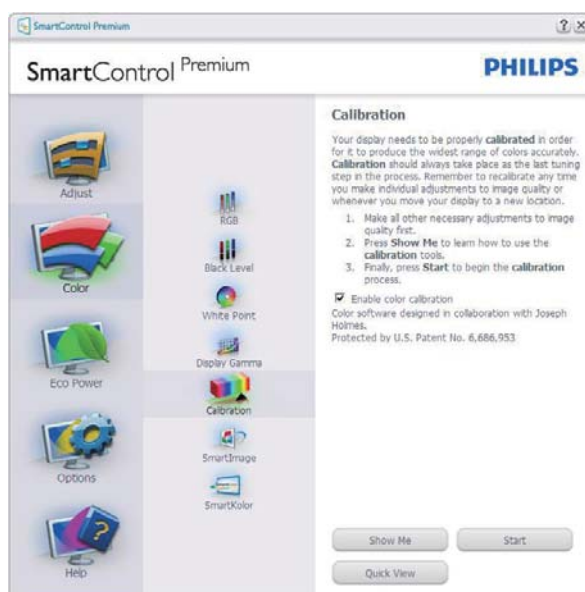 SmartControl Premium
SmartControl Premium
PHILIPS
Adjust
Color
Eco Power
Options
Help
RGB
Black Level
White Point
Display Gamma
Calibration
SmartImage
SmartKolor
Calibration
Your display needs to be properly calibrated in order
for it to produce the widest range of colors accurately.
Calibration should always take place as the last tuning
step in the process. Remember to recalibrate any time
you make individual adjustments to image quality or
whenever you move your display to a new location.
1. Make all other necessary adjustments to image
quality first.
2. Press Show Me to learn how to use the
calibration tools.
3. Finally, press Start to begin the calibration
process.
Enable color calibration
Color software designed in collaboration with Joseph
Holmes.
Protected by U.S. Patent No. 6,686,953
Show Me
Start
Quick View